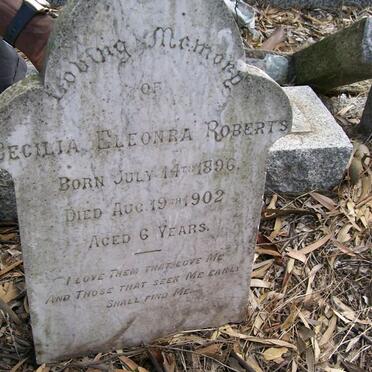 Loving Memory
OF
Cecilia Eleonra Roberts
Born July 14th 1896.
Died Aug. 19th 1902
Aged 6 Years.
I love them that love me
And those that seek me early
Shall find me.